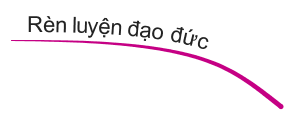 Rèn luyện đạo đức